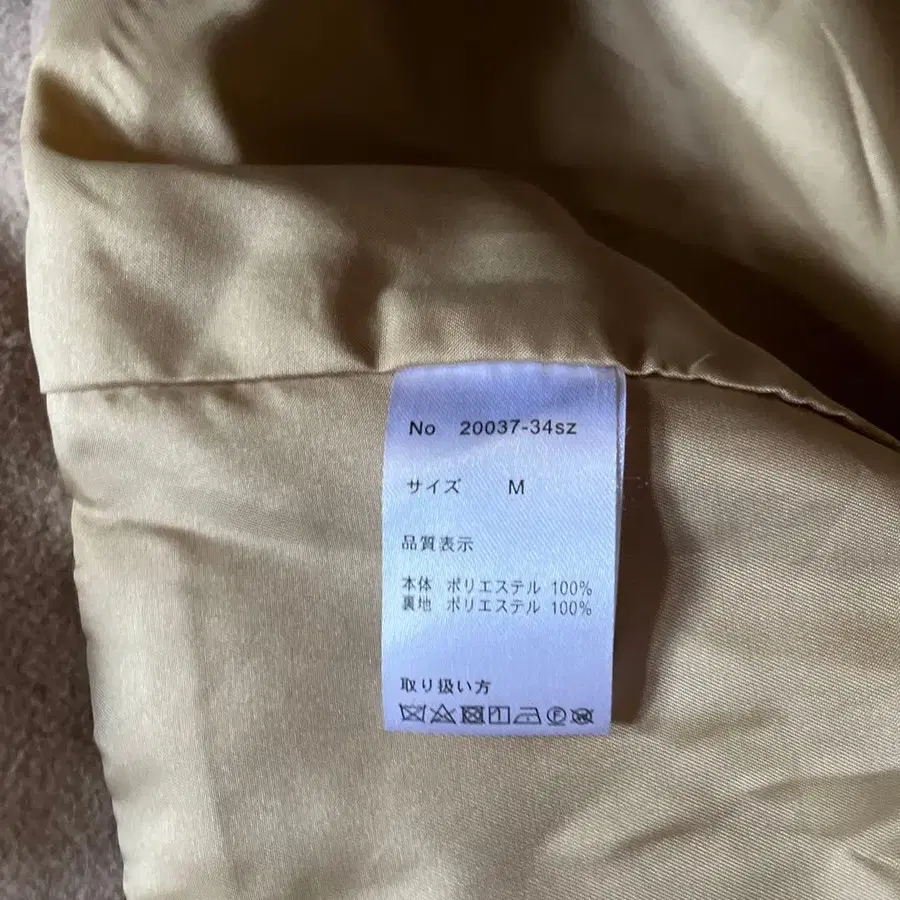 No 20037-34sz
サイズ M
品質表示
本体 ポリエステル 100%
裏地 ポリエステル 100%
取り扱い方